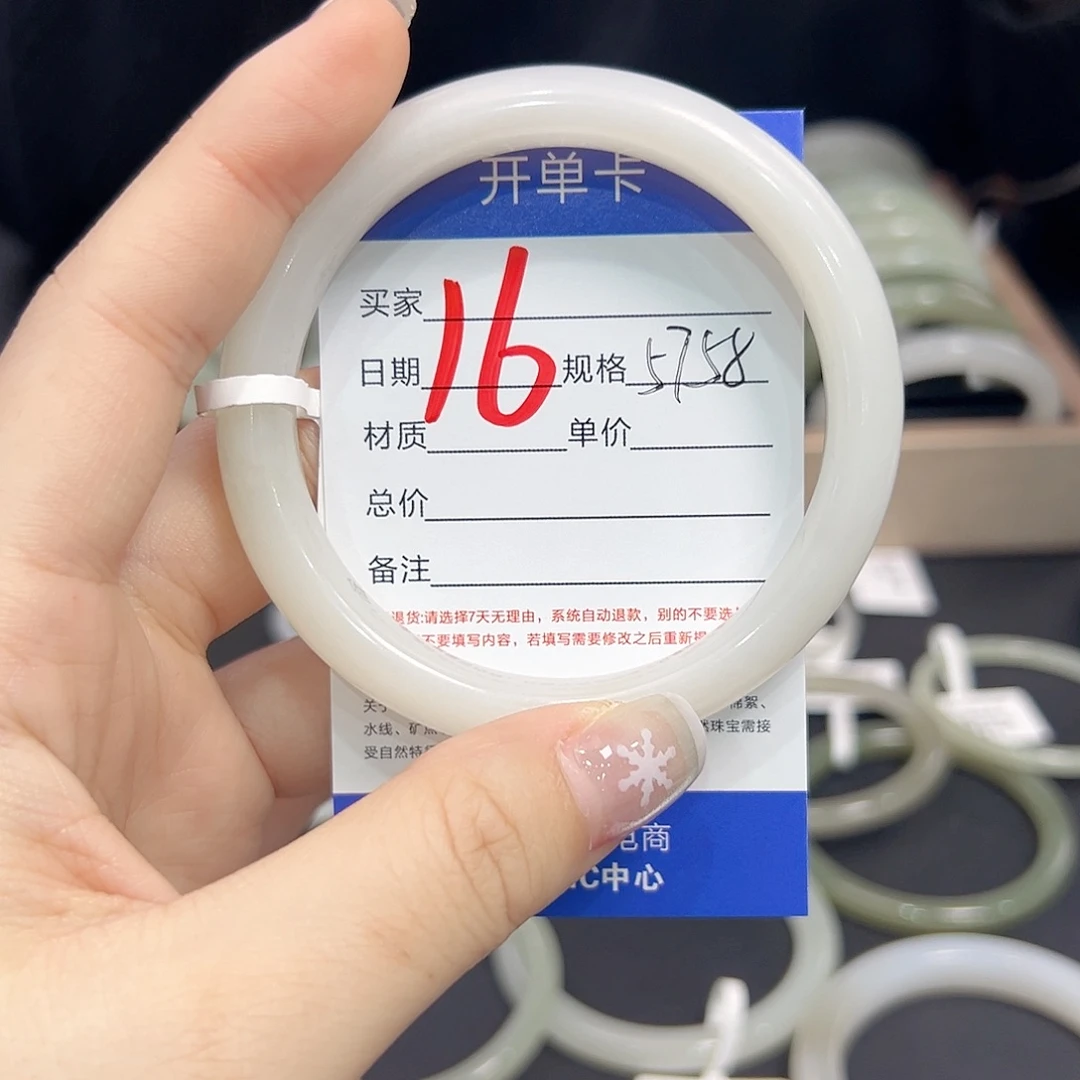 开单卡
买家
16
日期 规格 5758
材质 单价
总价
备注
退货:请选择7天无理由，系统自动退款，别的不要选
不要填写内容，若填写需要修改之后重新
关于
水线、矿 珠宝需接
受自然特
电商
中心